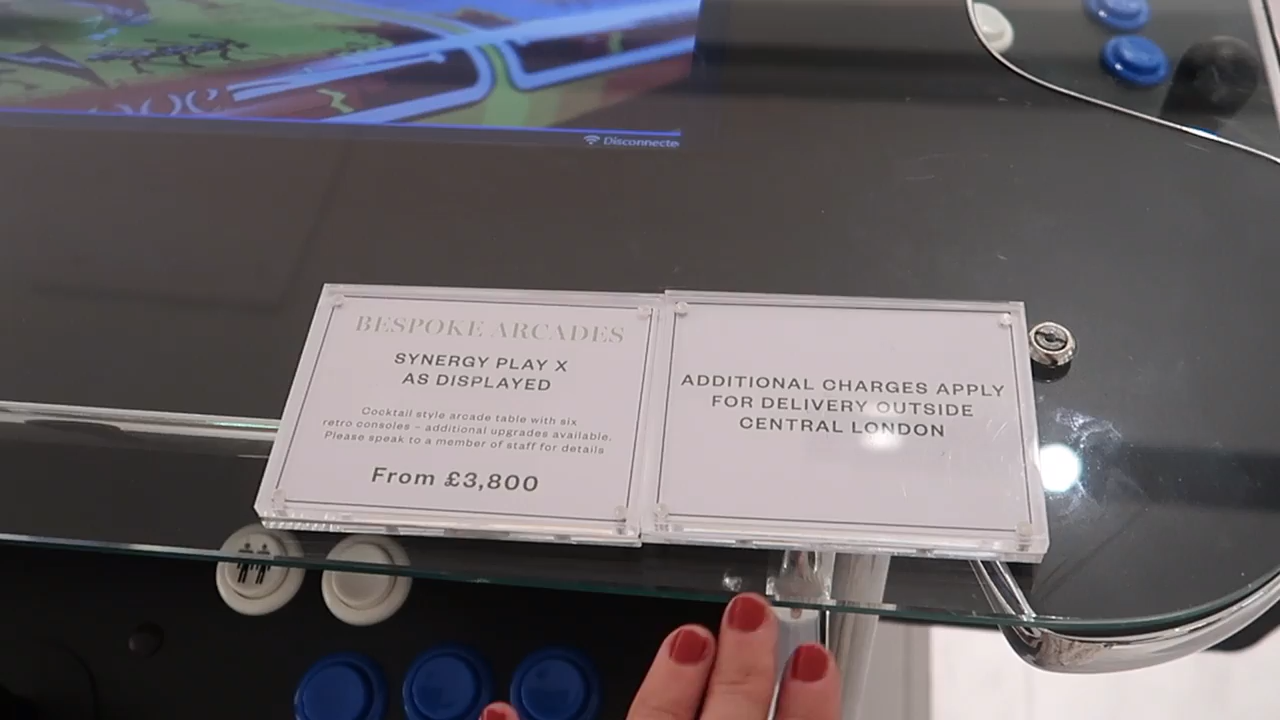 Disconnecte
BESPOKE ARCADES
SYNERGY PLAY X
AS DISPLAYED
Cocktail style arcade table with six
retro consoles – additional upgrades available.
Please speak to a member of staff for details
From £3,800
ADDITIONAL CHARGES APPLY
FOR DELIVERY OUTSIDE
CENTRAL LONDON